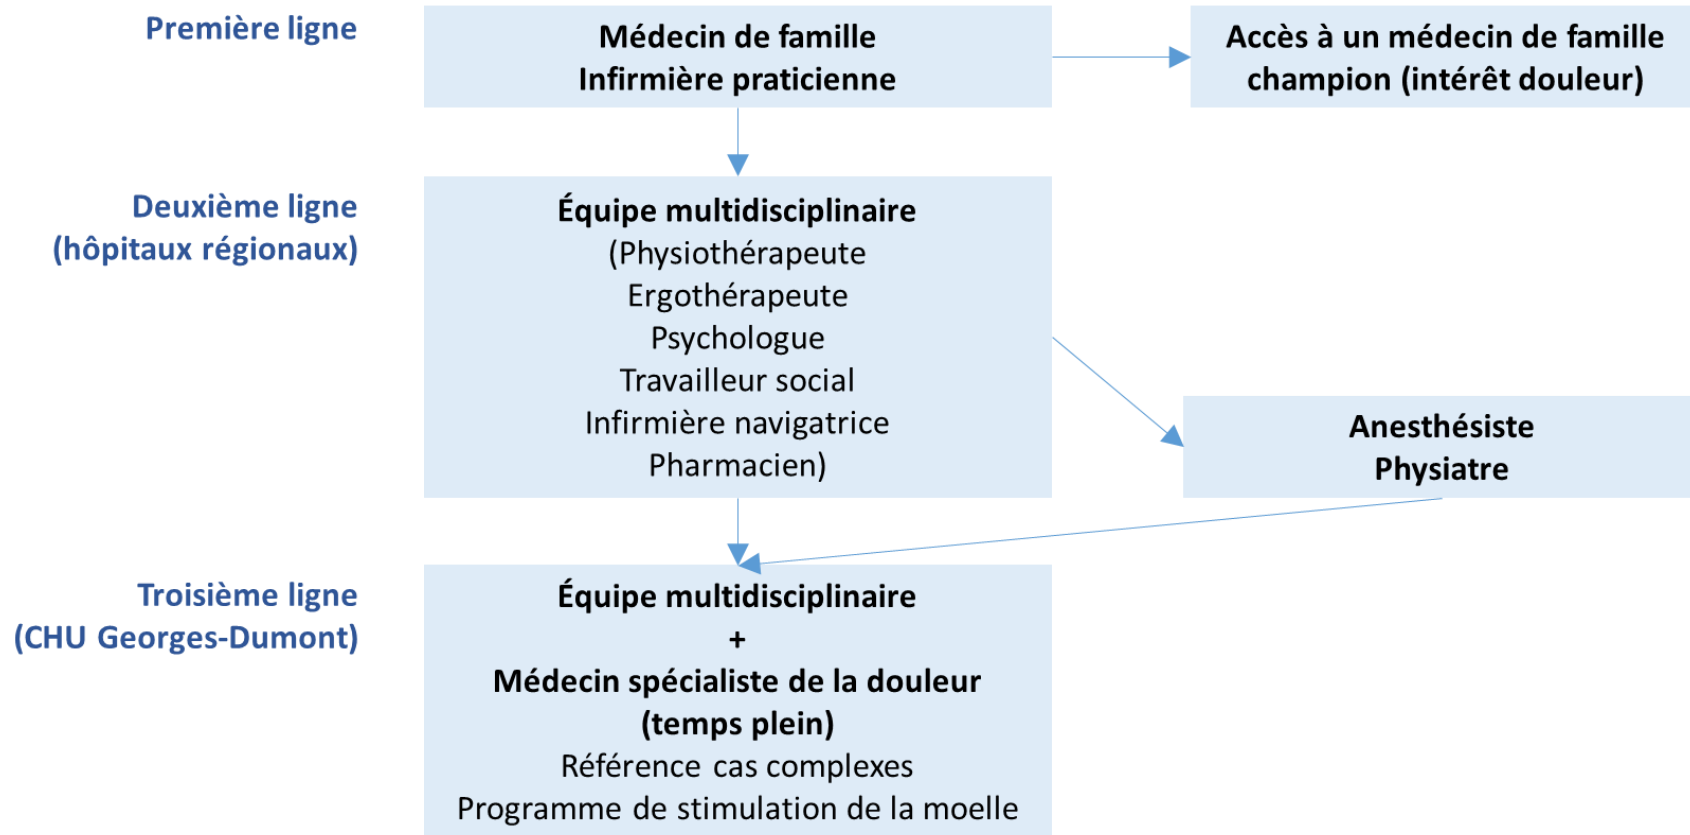 Première ligne
Médecin de famille
Infirmière praticienne
Accès à un médecin de famille
champion (intérêt douleur)
Deuxième ligne
(hôpitaux régionaux)
Équipe multidisciplinaire
(Physiothérapeute
Ergothérapeute
Psychologue
Travailleur social
Infirmière navigatrice
Pharmacien)
Anesthésiste
Physiatre
Troisième ligne
(CHU Georges-Dumont)
Équipe multidisciplinaire
+
Médecin spécialiste de la douleur
(temps plein)
Référence cas complexes
Programme de stimulation de la moelle